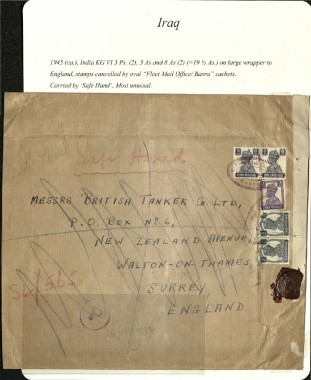 Iraq
1945 (ca.), India KG VI 3 Ps. (2), 3 As and 8 As (2) (=19 ½ As.) on large wrapper to
England, stamps cancelled by oval "Fleet Mail Office/ Basra" cachets.
Carried by 'Safe Hand'. Most unusual.
Safe Hand
MESSRS BRITISH TANKER CO. LTD,
P.O BOX No 6,
NEW ZEALAND AVENUE,
WALTON-ON-THAMES,
SURREY
ENGLAND